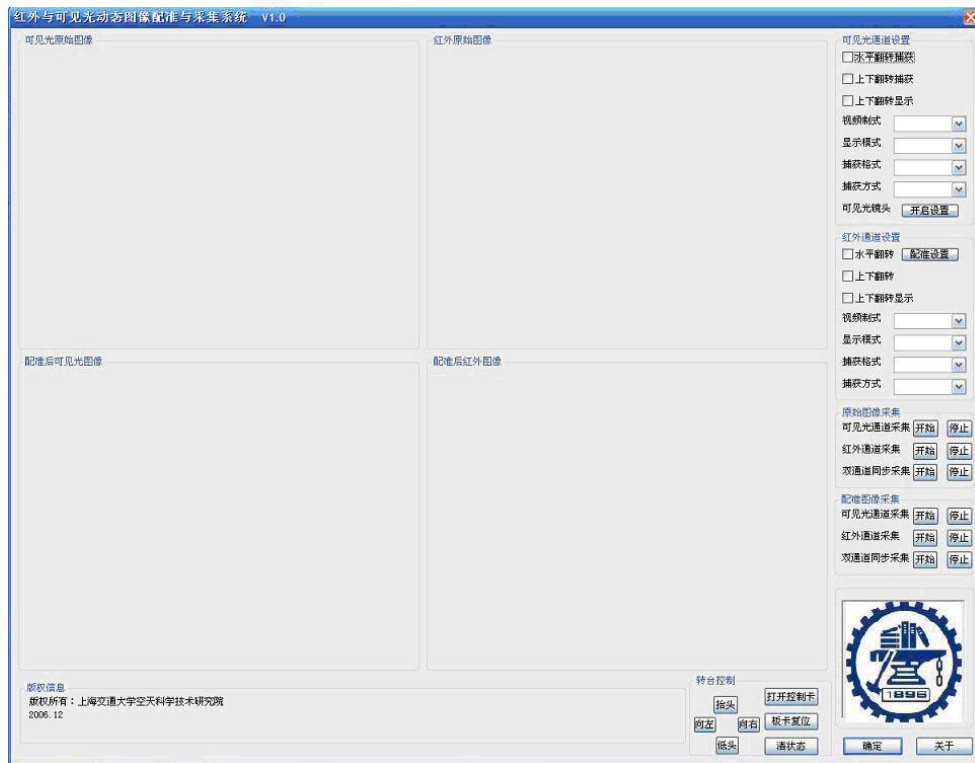 红外与可见光动态图像配准与采集系统 V1.0
可见光原始图像
红外原始图像
配准后可见光图像
配准后红外图像
可见光通道设置
水平翻转捕获
上下翻转捕获
上下翻转显示
视频制式
显示模式
捕获格式
捕获方式
可见光镜头 开启设置
红外通道设置
水平翻转 配准设置
上下翻转
上下翻转显示
视频制式
显示模式
捕获格式
捕获方式
原始图像采集
可见光通道采集 开始 停止
红外通道采集 开始 停止
双通道同步采集 开始 停止
配准图像采集
可见光通道采集 开始 停止
红外通道采集 开始 停止
双通道同步采集 开始 停止
版权信息
版权所有：上海交通大学空天科学技术研究院
2006.12
转台控制
抬头 打开控制卡
向左 向右 板卡复位
低头 清状态
1896
确定 关于